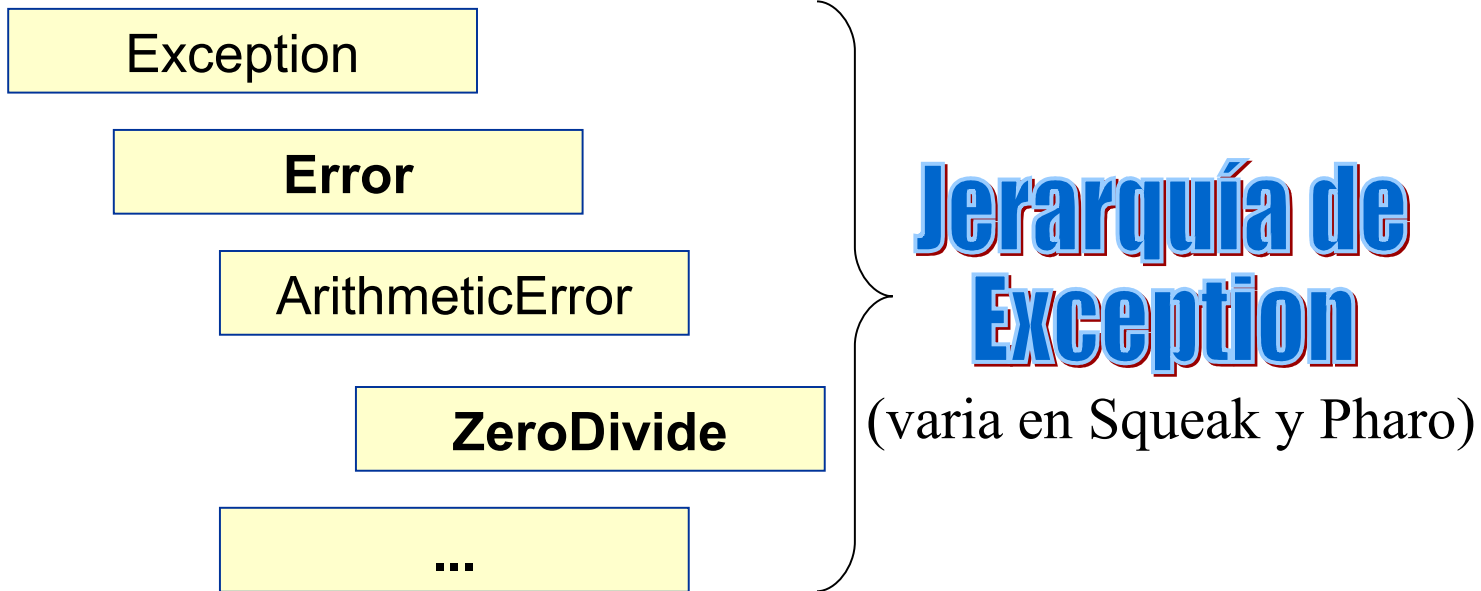 Exception
Error
ArithmeticError
ZeroDivide
...
Jerarquía de
Exception
(varia en Squeak y Pharo)